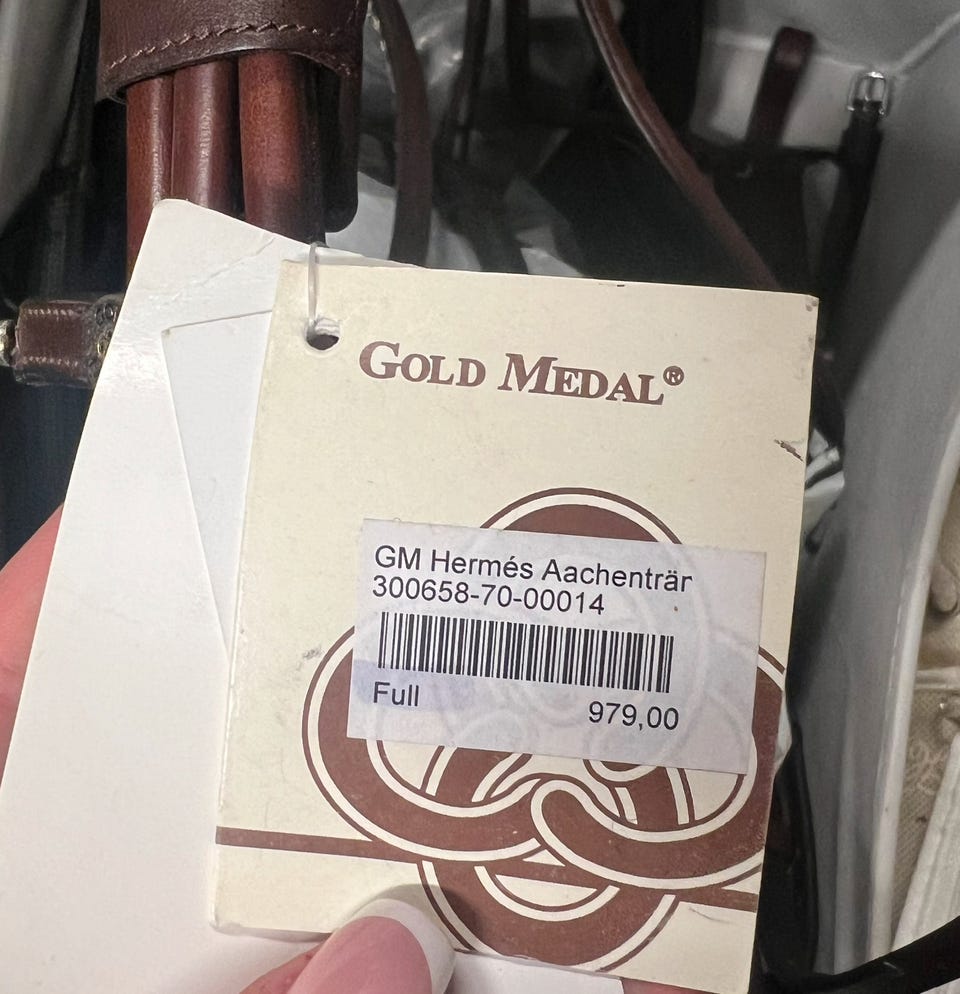 GOLD MEDAL®
GM Hermés Aachenträr
300658-70-00014
Full
979,00